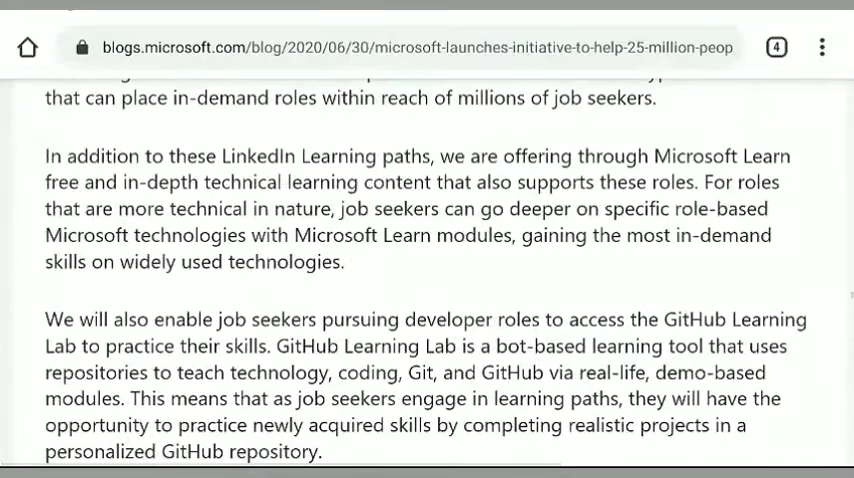 blogs.microsoft.com/blog/2020/06/30/microsoft-launches-initiative-to-help-25-million-peop
4
that can place in-demand roles within reach of millions of job seekers.
In addition to these LinkedIn Learning paths, we are offering through Microsoft Learn
free and in-depth technical learning content that also supports these roles. For roles
that are more technical in nature, job seekers can go deeper on specific role-based
Microsoft technologies with Microsoft Learn modules, gaining the most in-demand
skills on widely used technologies.
We will also enable job seekers pursuing developer roles to access the GitHub Learning
Lab to practice their skills. GitHub Learning Lab is a bot-based learning tool that uses
repositories to teach technology, coding, Git, and GitHub via real-life, demo-based
modules. This means that as job seekers engage in learning paths, they will have the
opportunity to practice newly acquired skills by completing realistic projects in a
personalized GitHub repository.